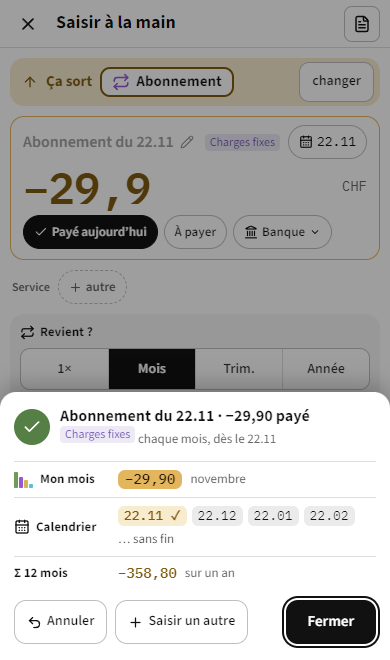 Saisir à la main
Ça sort Abonnement changer
Abonnement du 22.11 Charges fixes 22.11
−29,9 CHF
Payé aujourd'hui À payer Banque
Service + autre
Revient ?
1× Mois Trim. Année
Abonnement du 22.11 · −29,90 payé
Charges fixes chaque mois, dès le 22.11
Mon mois −29,90 novembre
Calendrier 22.11 ✓ 22.12 22.01 22.02
… sans fin
Σ 12 mois −358,80 sur un an
Annuler + Saisir un autre Fermer